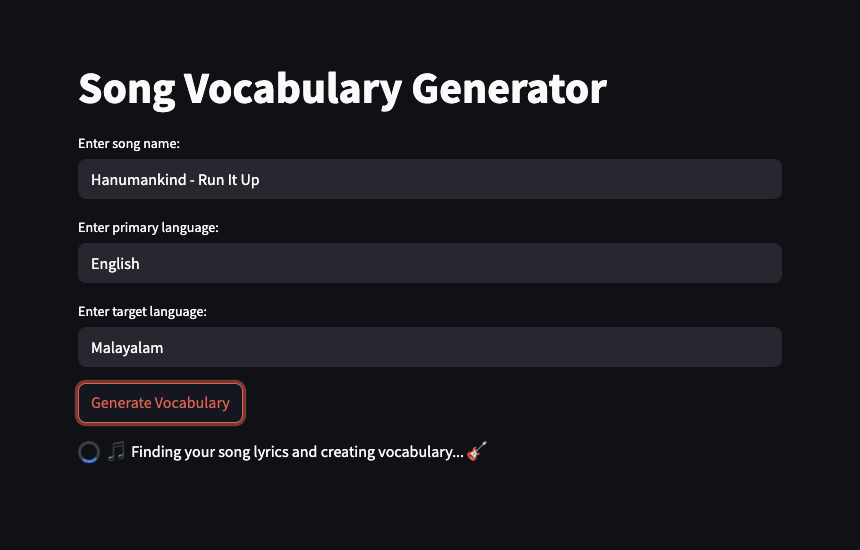 Song Vocabulary Generator
Enter song name:
Hanumankind - Run It Up
Enter primary language:
English
Enter target language:
Malayalam
Generate Vocabulary
🎵 Finding your song lyrics and creating vocabulary... 🎸